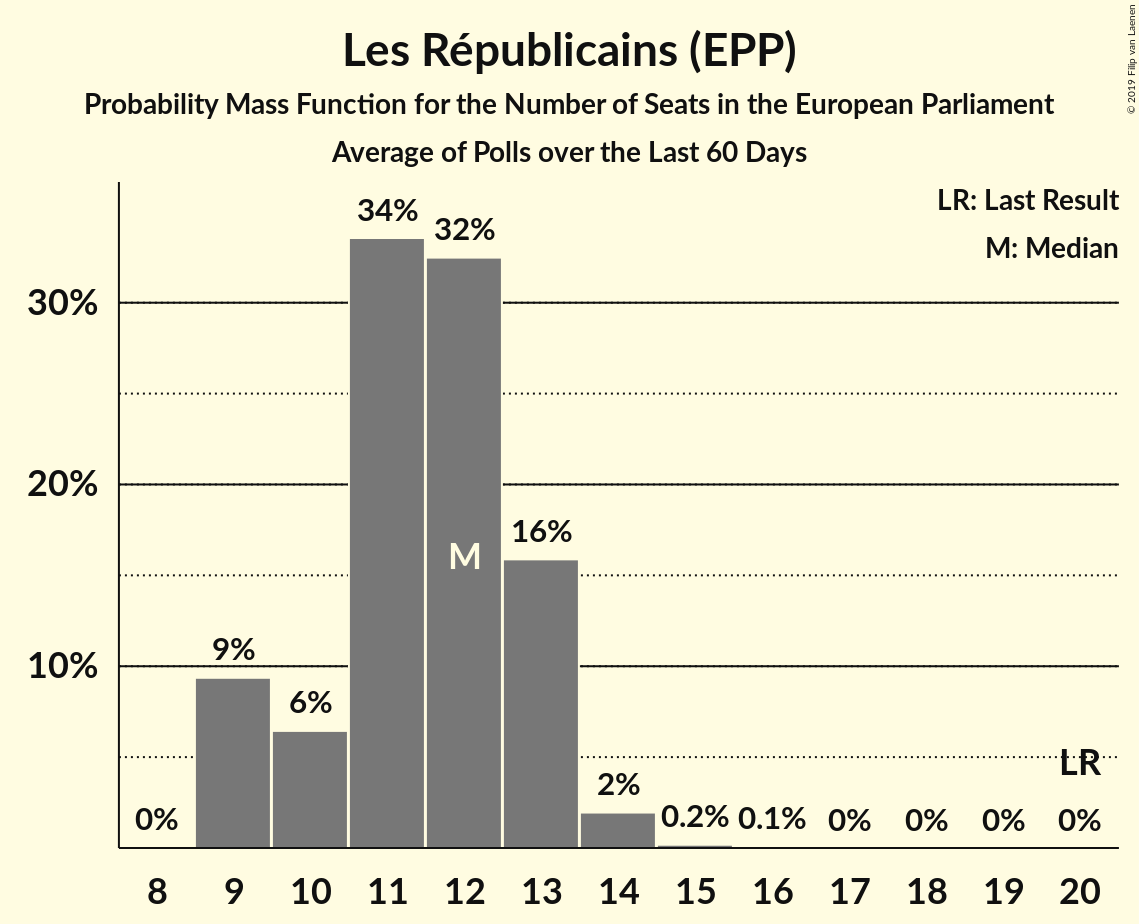 Les Républicains (EPP)
Probability Mass Function for the Number of Seats in the European Parliament
Average of Polls over the Last 60 Days
© 2019 Filip van Laenen
LR: Last Result
M: Median
34%
32%
30%
20%
16%
M
10%
9%
6%
LR
2%
0%
0.2%
0.1%
0%
0%
0%
0%
8 9 10 11 12 13 14 15 16 17 18 19 20